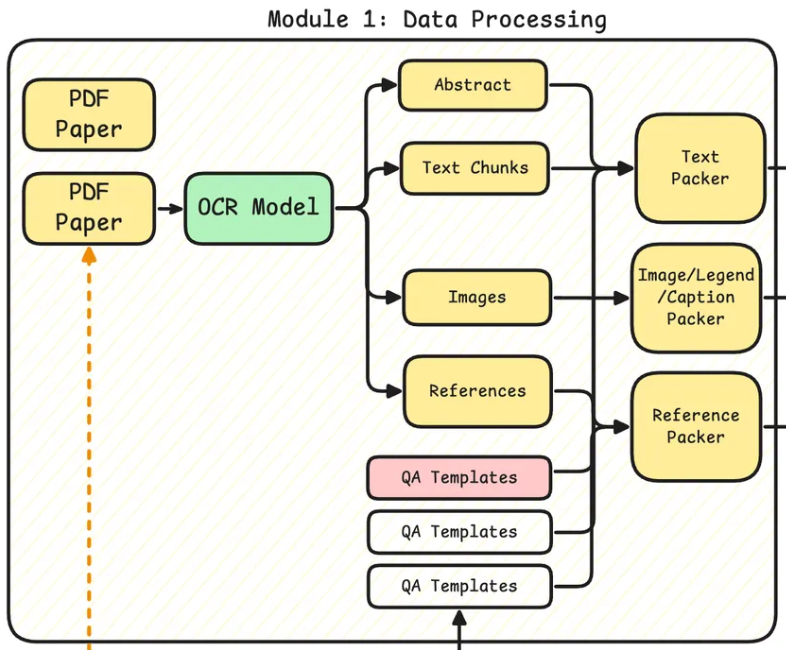 Module 1: Data Processing
PDF
Paper
PDF
Paper
OCR Model
Abstract
Text Chunks
Images
References
QA Templates
QA Templates
QA Templates
Text
Packer
Image/Legend
/Caption
Packer
Reference
Packer